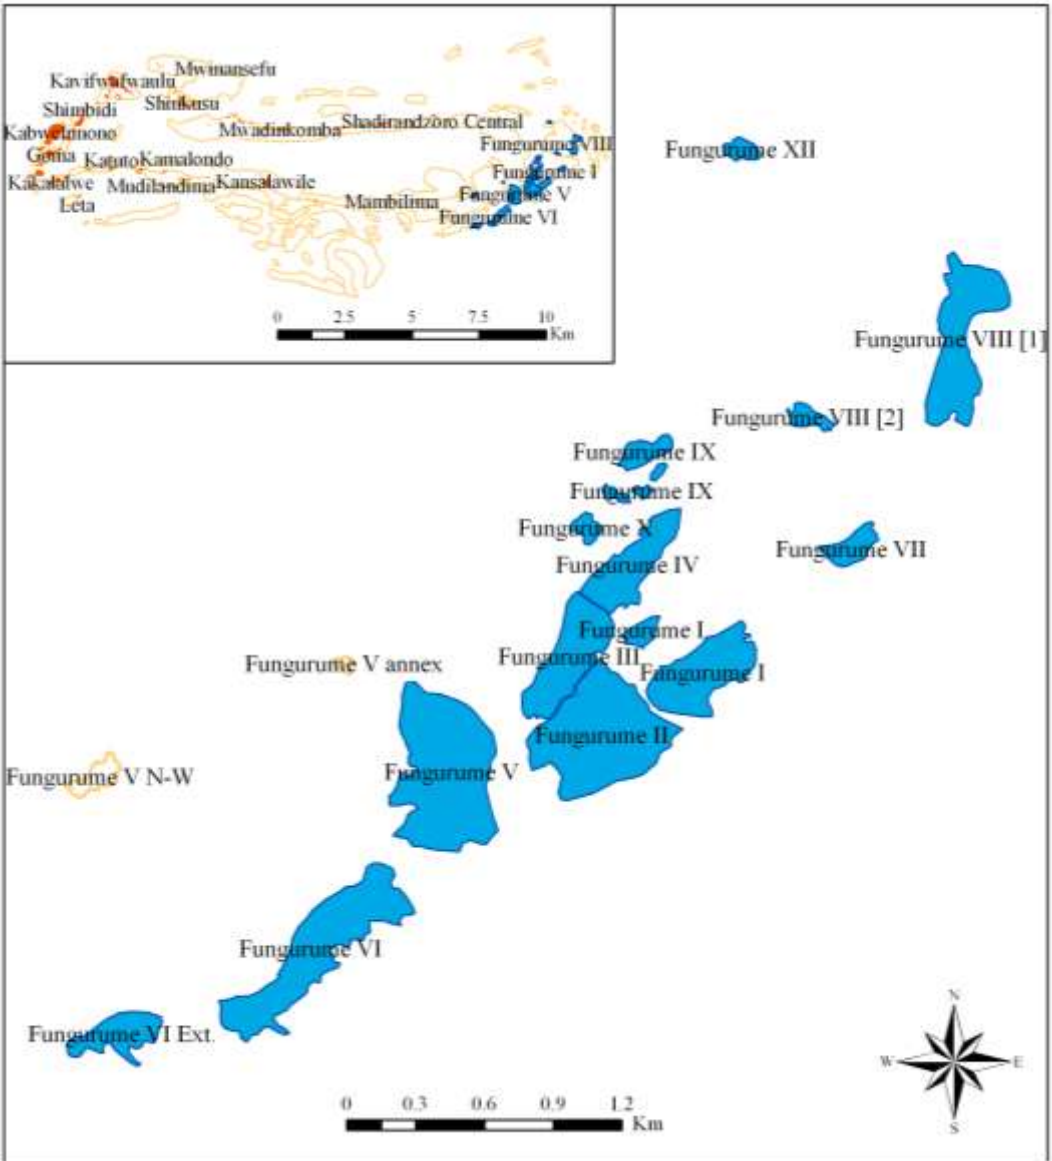 Mwinansefu
Kavifwafwaulu
Shinkusu
Shimbidi
Shadirandzoro Central
Mwadinkomba
Kabwelunono
Fungurume VIII
Goma
Katuto
Kamalondo
Fungurume I
Kakalalwe
Mudilandima
Kansalawile
Fungurume V
Mambilima
Leta
Fungurume VI
0 2.5 5 7.5 10
Km
Fungurume XII
Fungurume VIII [1]
Fungurume VIII [2]
Fungurume IX
Fungurume IX
Fungurume X
Fungurume VII
Fungurume IV
Fungurume I
Fungurume III
Fungurume V annex
Fungurume I
Fungurume II
Fungurume V
Fungurume V N-W
Fungurume VI
Fungurume VI Ext.
N
W E
S
0 0.3 0.6 0.9 1.2
Km